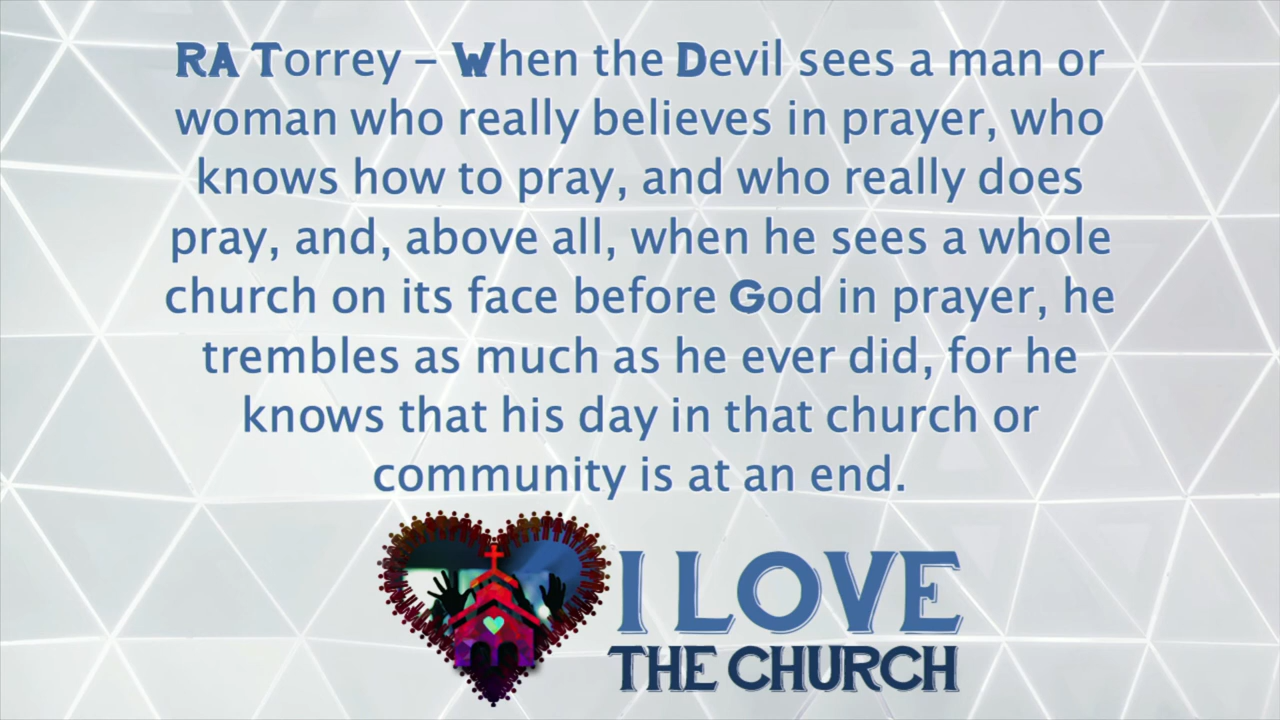 RA Torrey – When the Devil sees a man or
woman who really believes in prayer, who
knows how to pray, and who really does
pray, and, above all, when he sees a whole
church on its face before God in prayer, he
trembles as much as he ever did, for he
knows that his day in that church or
community is at an end.
I LOVE
THE CHURCH